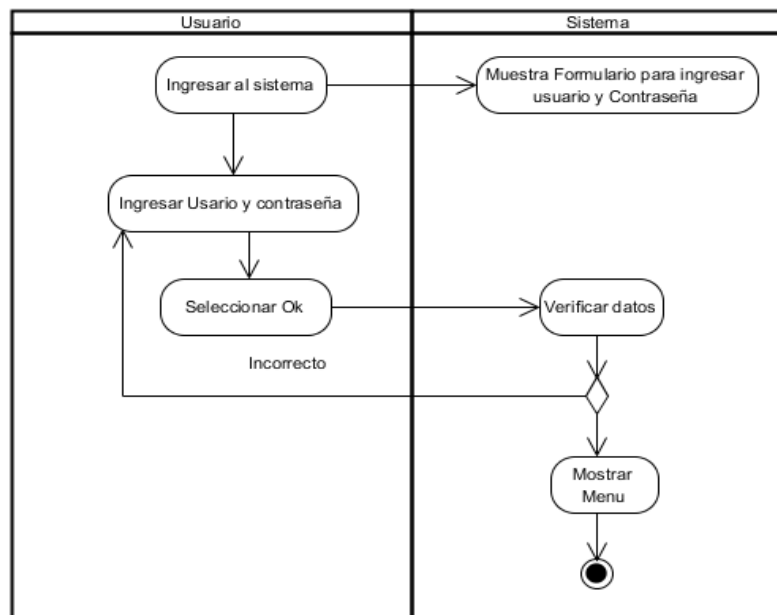 Usuario
Sistema
Ingresar al sistema
Muestra Formulario para ingresar
usuario y Contraseña
Ingresar Usario y contraseña
Seleccionar Ok
Verificar datos
Incorrecto
Mostrar
Menu